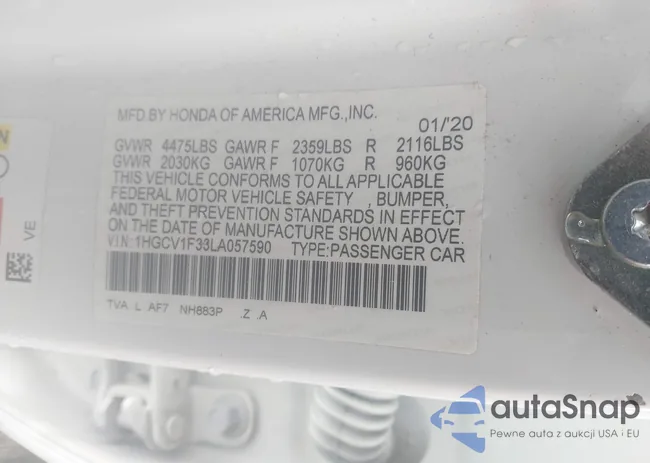 MFD.BY HONDA OF AMERICA MFG.,INC.
01/'20
GVWR 4475LBS GAWR F 2359LBS R 2116LBS
GVWR 2030KG GAWR F 1070KG R 960KG
THIS VEHICLE CONFORMS TO ALL APPLICABLE
FEDERAL MOTOR VEHICLE SAFETY , BUMPER,
AND THEFT PREVENTION STANDARDS IN EFFECT
ON THE DATE OF MANUFACTURE SHOWN ABOVE.
VIN:1HGCV1F33LA057590 TYPE:PASSENGER CAR
TVA L AF7 NH883P .Z .A
VE
autaSnap
Pewne auta z aukcji USA i EU